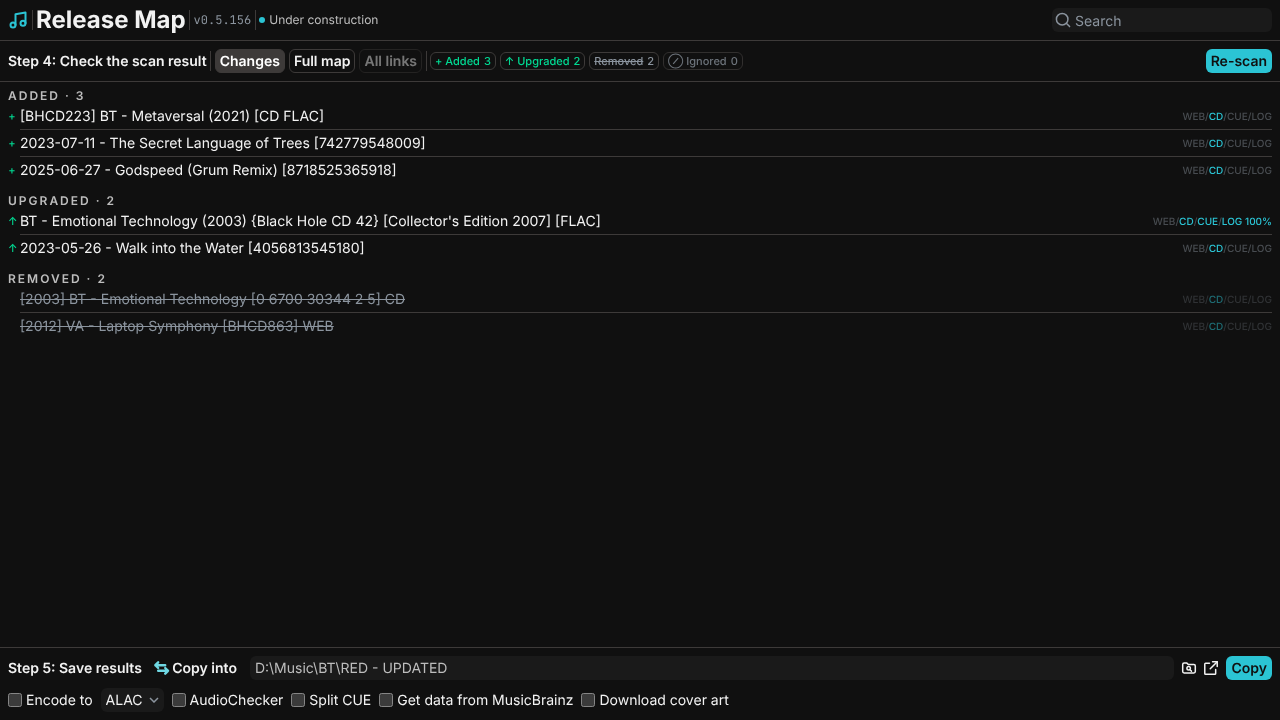 Release Map v0.5.156 Under construction Search
Step 4: Check the scan result Changes Full map All links + Added 3 ↑ Upgraded 2 Removed 2 Ignored 0 Re-scan
ADDED · 3
+ [BHCD223] BT - Metaversal (2021) [CD FLAC] WEB/CD/CUE/LOG
+ 2023-07-11 - The Secret Language of Trees [742779548009] WEB/CD/CUE/LOG
+ 2025-06-27 - Godspeed (Grum Remix) [8718525365918] WEB/CD/CUE/LOG
UPGRADED · 2
↑ BT - Emotional Technology (2003) {Black Hole CD 42} [Collector's Edition 2007] [FLAC] WEB/CD/CUE/LOG 100%
↑ 2023-05-26 - Walk into the Water [4056813545180] WEB/CD/CUE/LOG
REMOVED · 2
[2003] BT - Emotional Technology [0 6700 30344 2 5] CD WEB/CD/CUE/LOG
[2012] VA - Laptop Symphony [BHCD863] WEB WEB/CD/CUE/LOG
Step 5: Save results Copy into D:\Music\BT\RED - UPDATED Copy
Encode to ALAC AudioChecker Split CUE Get data from MusicBrainz Download cover art